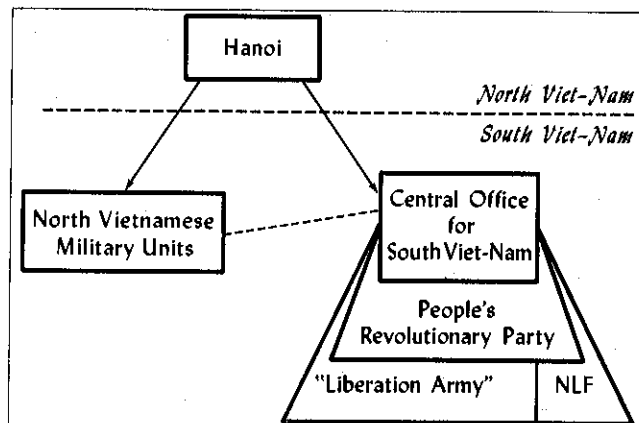 Hanoi
North Viet-Nam
South Viet-Nam
North Vietnamese
Military Units
Central Office
for
South Viet-Nam
People's
Revolutionary Party
"Liberation Army"
NLF